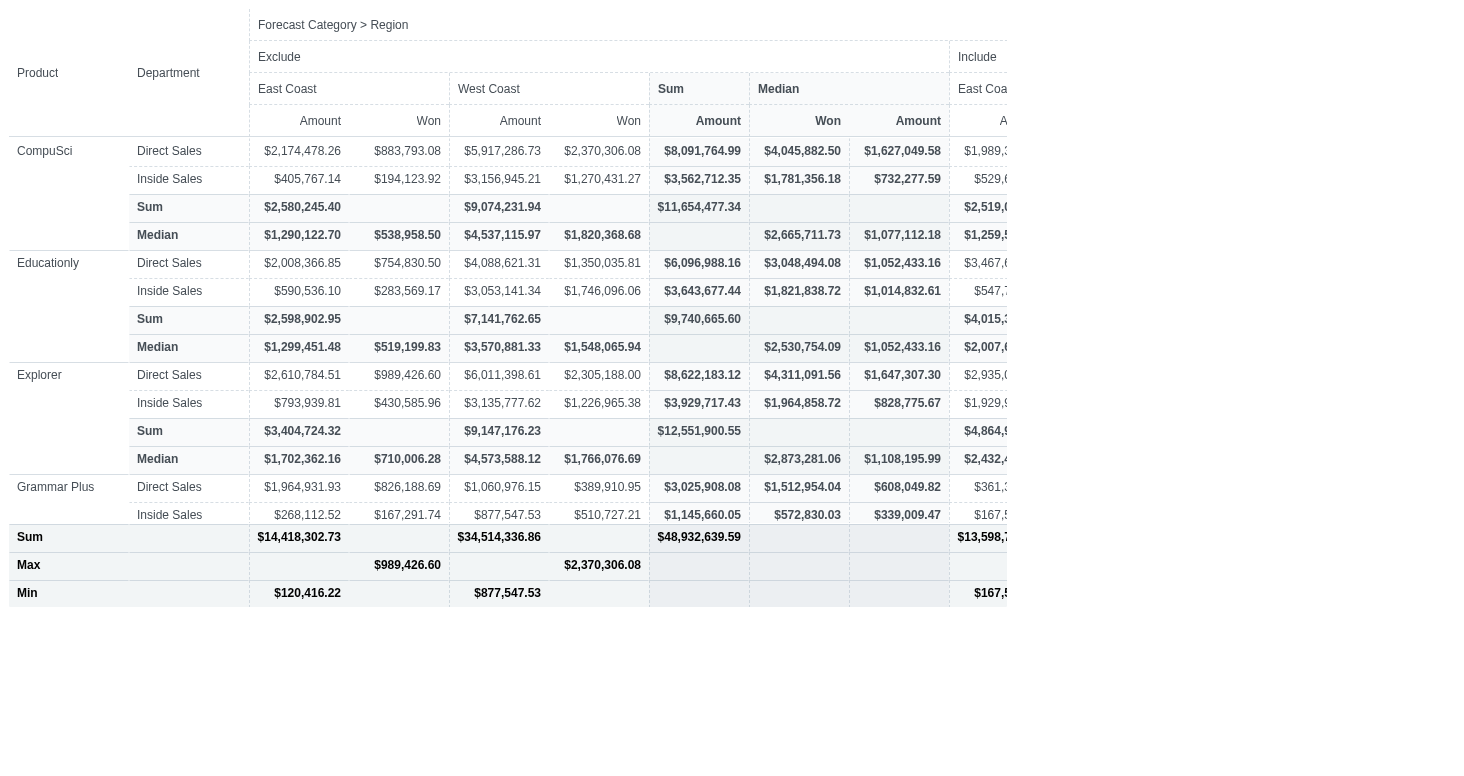 Forecast Category > Region
Exclude Include
Product Department
East Coast West Coast Sum Median East Coa
Amount Won Amount Won Amount Won Amount A
CompuSci Direct Sales $2,174,478.26 $883,793.08 $5,917,286.73 $2,370,306.08 $8,091,764.99 $4,045,882.50 $1,627,049.58 $1,989,3
Inside Sales $405,767.14 $194,123.92 $3,156,945.21 $1,270,431.27 $3,562,712.35 $1,781,356.18 $732,277.59 $529,6
Sum $2,580,245.40 $9,074,231.94 $11,654,477.34 $2,519,0
Median $1,290,122.70 $538,958.50 $4,537,115.97 $1,820,368.68 $2,665,711.73 $1,077,112.18 $1,259,5
Educationly Direct Sales $2,008,366.85 $754,830.50 $4,088,621.31 $1,350,035.81 $6,096,988.16 $3,048,494.08 $1,052,433.16 $3,467,6
Inside Sales $590,536.10 $283,569.17 $3,053,141.34 $1,746,096.06 $3,643,677.44 $1,821,838.72 $1,014,832.61 $547,7
Sum $2,598,902.95 $7,141,762.65 $9,740,665.60 $4,015,3
Median $1,299,451.48 $519,199.83 $3,570,881.33 $1,548,065.94 $2,530,754.09 $1,052,433.16 $2,007,6
Explorer Direct Sales $2,610,784.51 $989,426.60 $6,011,398.61 $2,305,188.00 $8,622,183.12 $4,311,091.56 $1,647,307.30 $2,935,0
Inside Sales $793,939.81 $430,585.96 $3,135,777.62 $1,226,965.38 $3,929,717.43 $1,964,858.72 $828,775.67 $1,929,9
Sum $3,404,724.32 $9,147,176.23 $12,551,900.55 $4,864,9
Median $1,702,362.16 $710,006.28 $4,573,588.12 $1,766,076.69 $2,873,281.06 $1,108,195.99 $2,432,4
Grammar Plus Direct Sales $1,964,931.93 $826,188.69 $1,060,976.15 $389,910.95 $3,025,908.08 $1,512,954.04 $608,049.82 $361,3
Inside Sales $268,112.52 $167,291.74 $877,547.53 $510,727.21 $1,145,660.05 $572,830.03 $339,009.47 $167,5
Sum $14,418,302.73 $34,514,336.86 $48,932,639.59 $13,598,7
Max $989,426.60 $2,370,306.08
Min $120,416.22 $877,547.53 $167,5